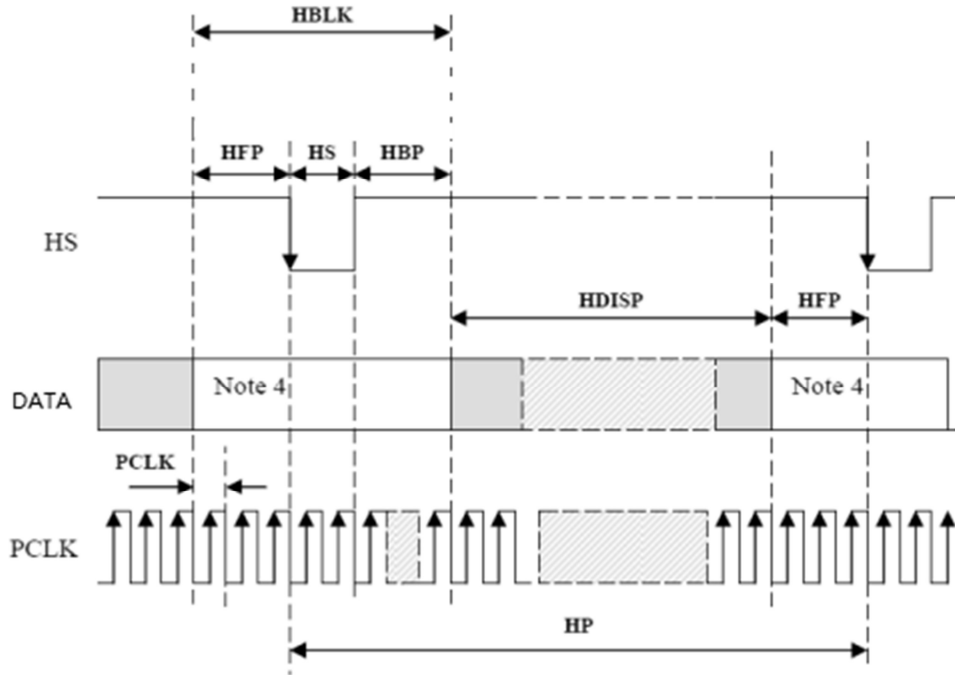 HBLK
HFP HS HBP
HS
HDISP HFP
Note 4 Note 4
DATA
PCLK
PCLK
HP